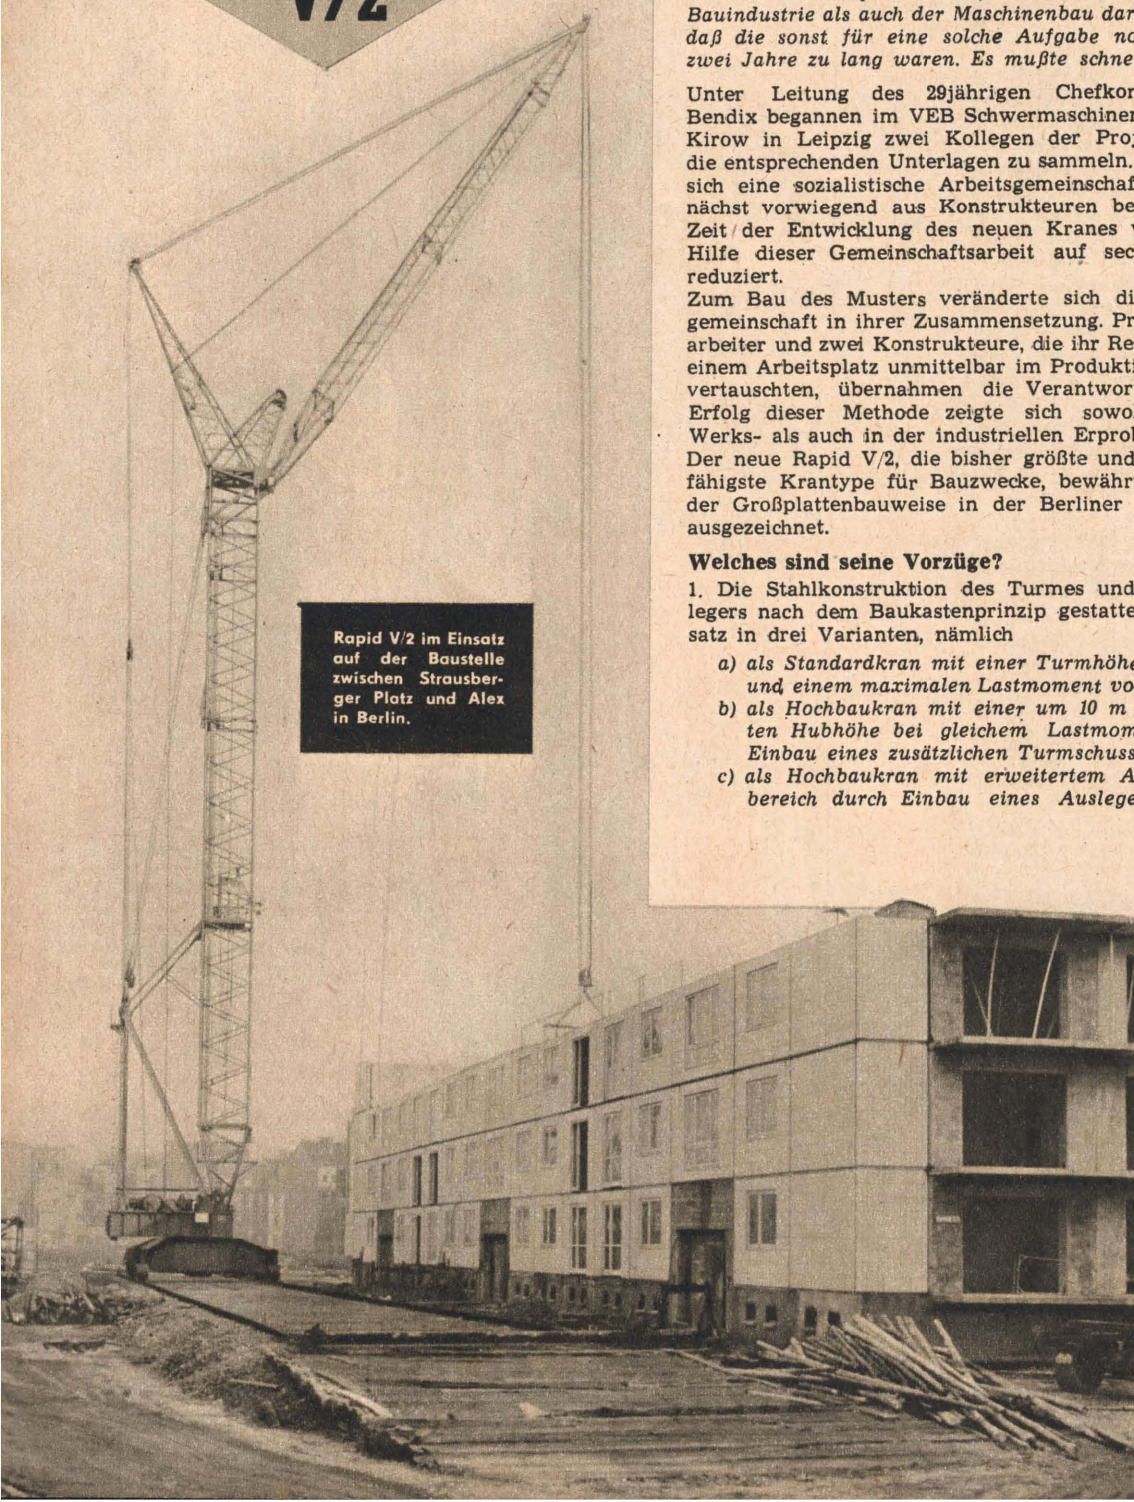 V/2
Bauindustrie als auch der Maschinenbau dar
daß die sonst für eine solche Aufgabe no
zwei Jahre zu lang waren. Es mußte schne
Unter Leitung des 29jährigen Chefkon
Bendix begannen im VEB Schwermaschinen
Kirow in Leipzig zwei Kollegen der Proj
die entsprechenden Unterlagen zu sammeln.
sich eine sozialistische Arbeitsgemeinschaf
nächst vorwiegend aus Konstrukteuren be
Zeit der Entwicklung des neuen Kranes
Hilfe dieser Gemeinschaftsarbeit auf sec
reduziert.
Zum Bau des Musters veränderte sich di
gemeinschaft in ihrer Zusammensetzung. Pr
arbeiter und zwei Konstrukteure, die ihr Re
einem Arbeitsplatz unmittelbar im Produkti
vertauschten, übernahmen die Verantwor
Erfolg dieser Methode zeigte sich sowo
Werks- als auch in der industriellen Erprob
Der neue Rapid V/2, die bisher größte und
fähigste Krantype für Bauzwecke, bewähr
der Großplattenbauweise in der Berliner
ausgezeichnet.
Welches sind seine Vorzüge?
1. Die Stahlkonstruktion des Turmes und
legers nach dem Baukastenprinzip gestatte
satz in drei Varianten, nämlich
a) als Standardkran mit einer Turmhöhe
und einem maximalen Lastmoment vo
b) als Hochbaukran mit einer um 10 m
ten Hubhöhe bei gleichem Lastmom
Einbau eines zusätzlichen Turmschuss
c) als Hochbaukran mit erweitertem A
bereich durch Einbau eines Auslege
Rapid V/2 im Einsatz
auf der Baustelle
zwischen Strausber-
ger Platz und Alex
in Berlin.